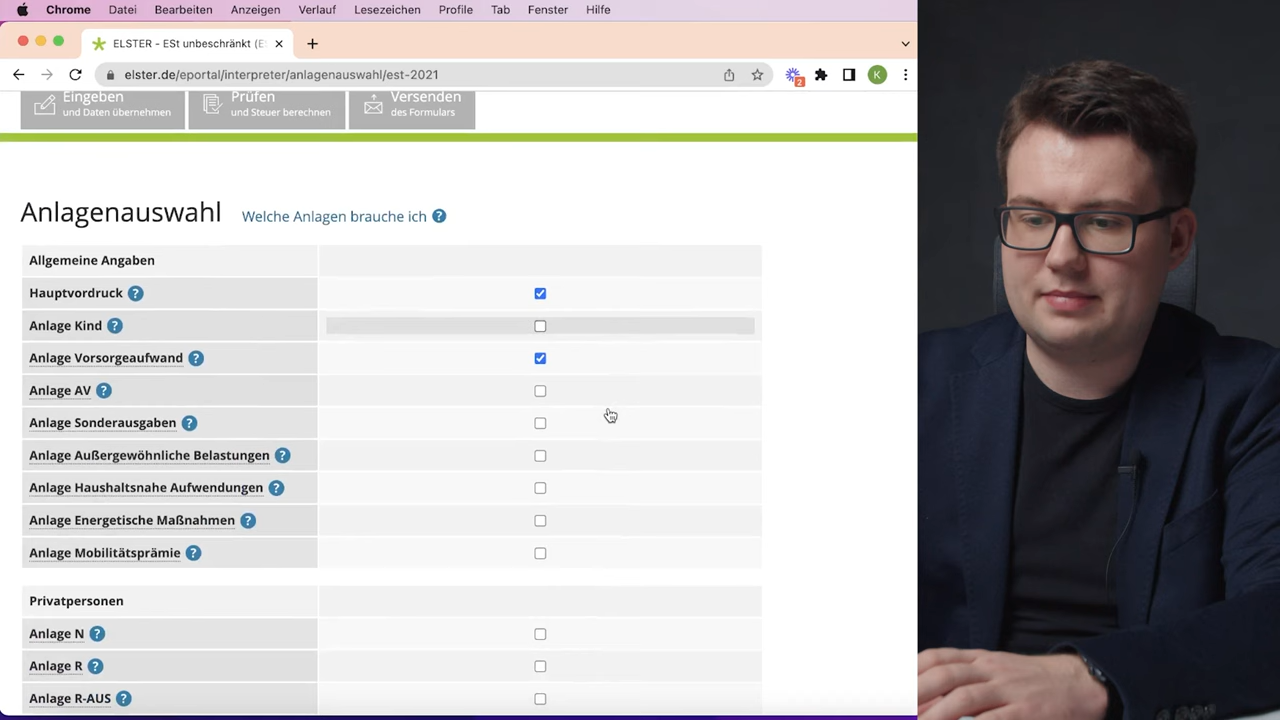 Chrome Datei Bearbeiten Anzeigen Verlauf Lesezeichen Profile Tab Fenster Hilfe
ELSTER - ESt unbeschränkt (E
elster.de/eportal/interpreter/anlagenauswahl/est-2021
2
K
Eingeben
und Daten übernehmen
Prüfen
und Steuer berechnen
Versenden
des Formulars
Anlagenauswahl Welche Anlagen brauche ich ?
Allgemeine Angaben
Hauptvordruck ?
Anlage Kind ?
Anlage Vorsorgeaufwand ?
Anlage AV ?
Anlage Sonderausgaben ?
Anlage Außergewöhnliche Belastungen ?
Anlage Haushaltsnahe Aufwendungen ?
Anlage Energetische Maßnahmen ?
Anlage Mobilitätsprämie ?
Privatpersonen
Anlage N ?
Anlage R ?
Anlage R-AUS ?